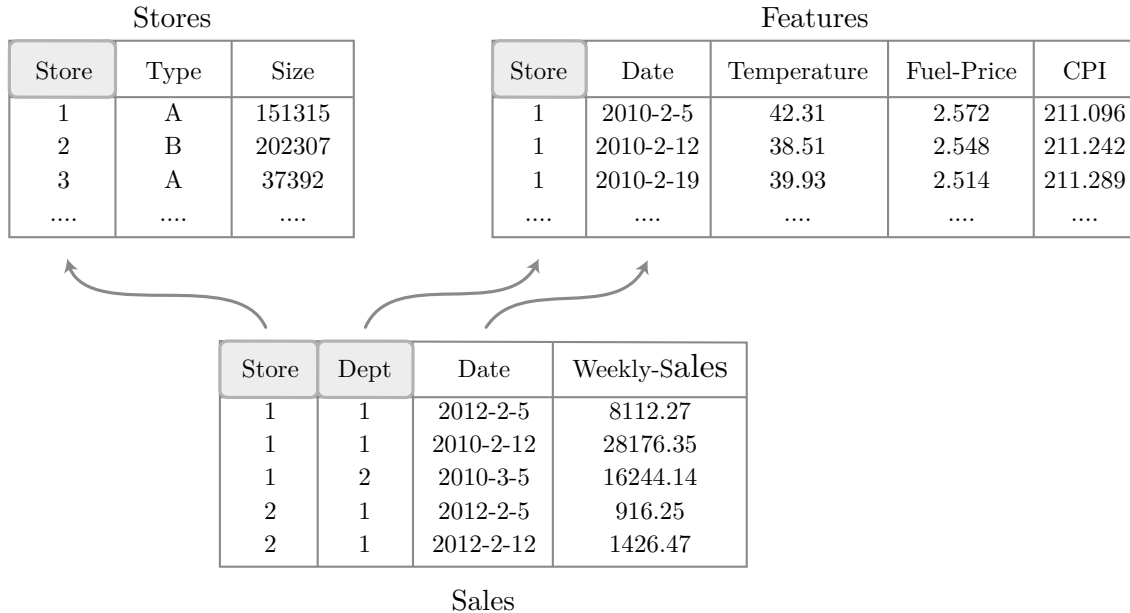 Stores
Store Type Size
1 A 151315
2 B 202307
3 A 37392
.... .... ....
Features
Store Date Temperature Fuel-Price CPI
1 2010-2-5 42.31 2.572 211.096
1 2010-2-12 38.51 2.548 211.242
1 2010-2-19 39.93 2.514 211.289
.... .... .... .... ....
Store Dept Date Weekly-Sales
1 1 2012-2-5 8112.27
1 1 2010-2-12 28176.35
1 2 2010-3-5 16244.14
2 1 2012-2-5 916.25
2 1 2012-2-12 1426.47
Sales